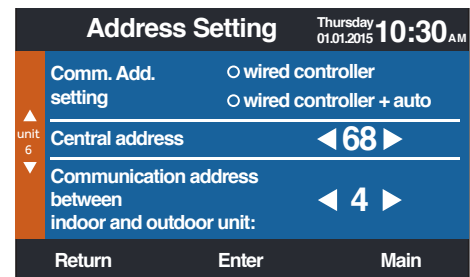 Address Setting
Thursday
01.01.2015
10:30 AM
Comm. Add.
setting
wired controller
wired controller + auto
unit
6
Central address
68
Communication address
between
indoor and outdoor unit:
4
Return Enter Main